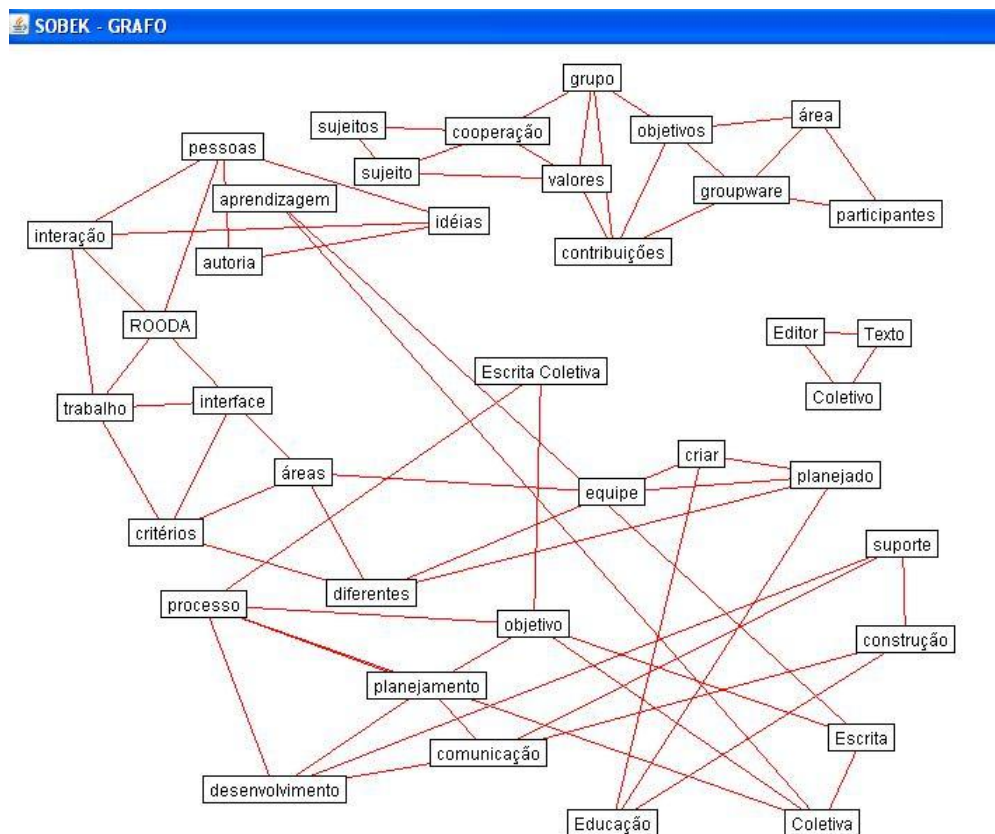 SOBEK - GRAFO
grupo
sujeitos
cooperação
objetivos
área
pessoas
sujeito
valores
groupware
aprendizagem
participantes
interação
idéias
autoria
contribuições
ROODA
Editor
Texto
Escrita Coletiva
Coletivo
trabalho
interface
criar
áreas
planejado
equipe
critérios
suporte
diferentes
processo
objetivo
construção
planejamento
Escrita
comunicação
desenvolvimento
Educação
Coletiva